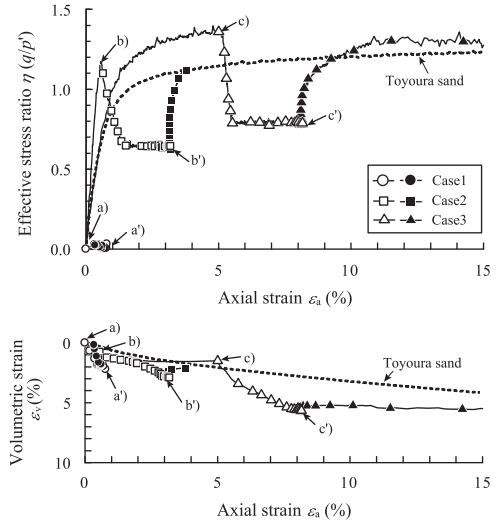 Effective stress ratio η (q/p')
1.5
1.0
0.5
0.0
a)
b)
c)
a')
b')
c')
Toyoura sand
Case1
Case2
Case3
0 5 10 15
Axial strain εa (%)
Volumetric strain
εv(%)
0
5
10
a)
b)
c)
a')
b')
c')
Toyoura sand
0 5 10 15
Axial strain εa (%)